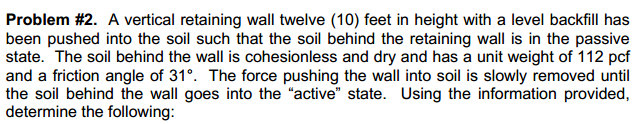 Problem #2. A vertical retaining wall twelve (10) feet in height with a level backfill has
been pushed into the soil such that the soil behind the retaining wall is in the passive
state. The soil behind the wall is cohesionless and dry and has a unit weight of 112 pcf
and a friction angle of 31°. The force pushing the wall into soil is slowly removed until
the soil behind the wall goes into the “active” state. Using the information provided,
determine the following: